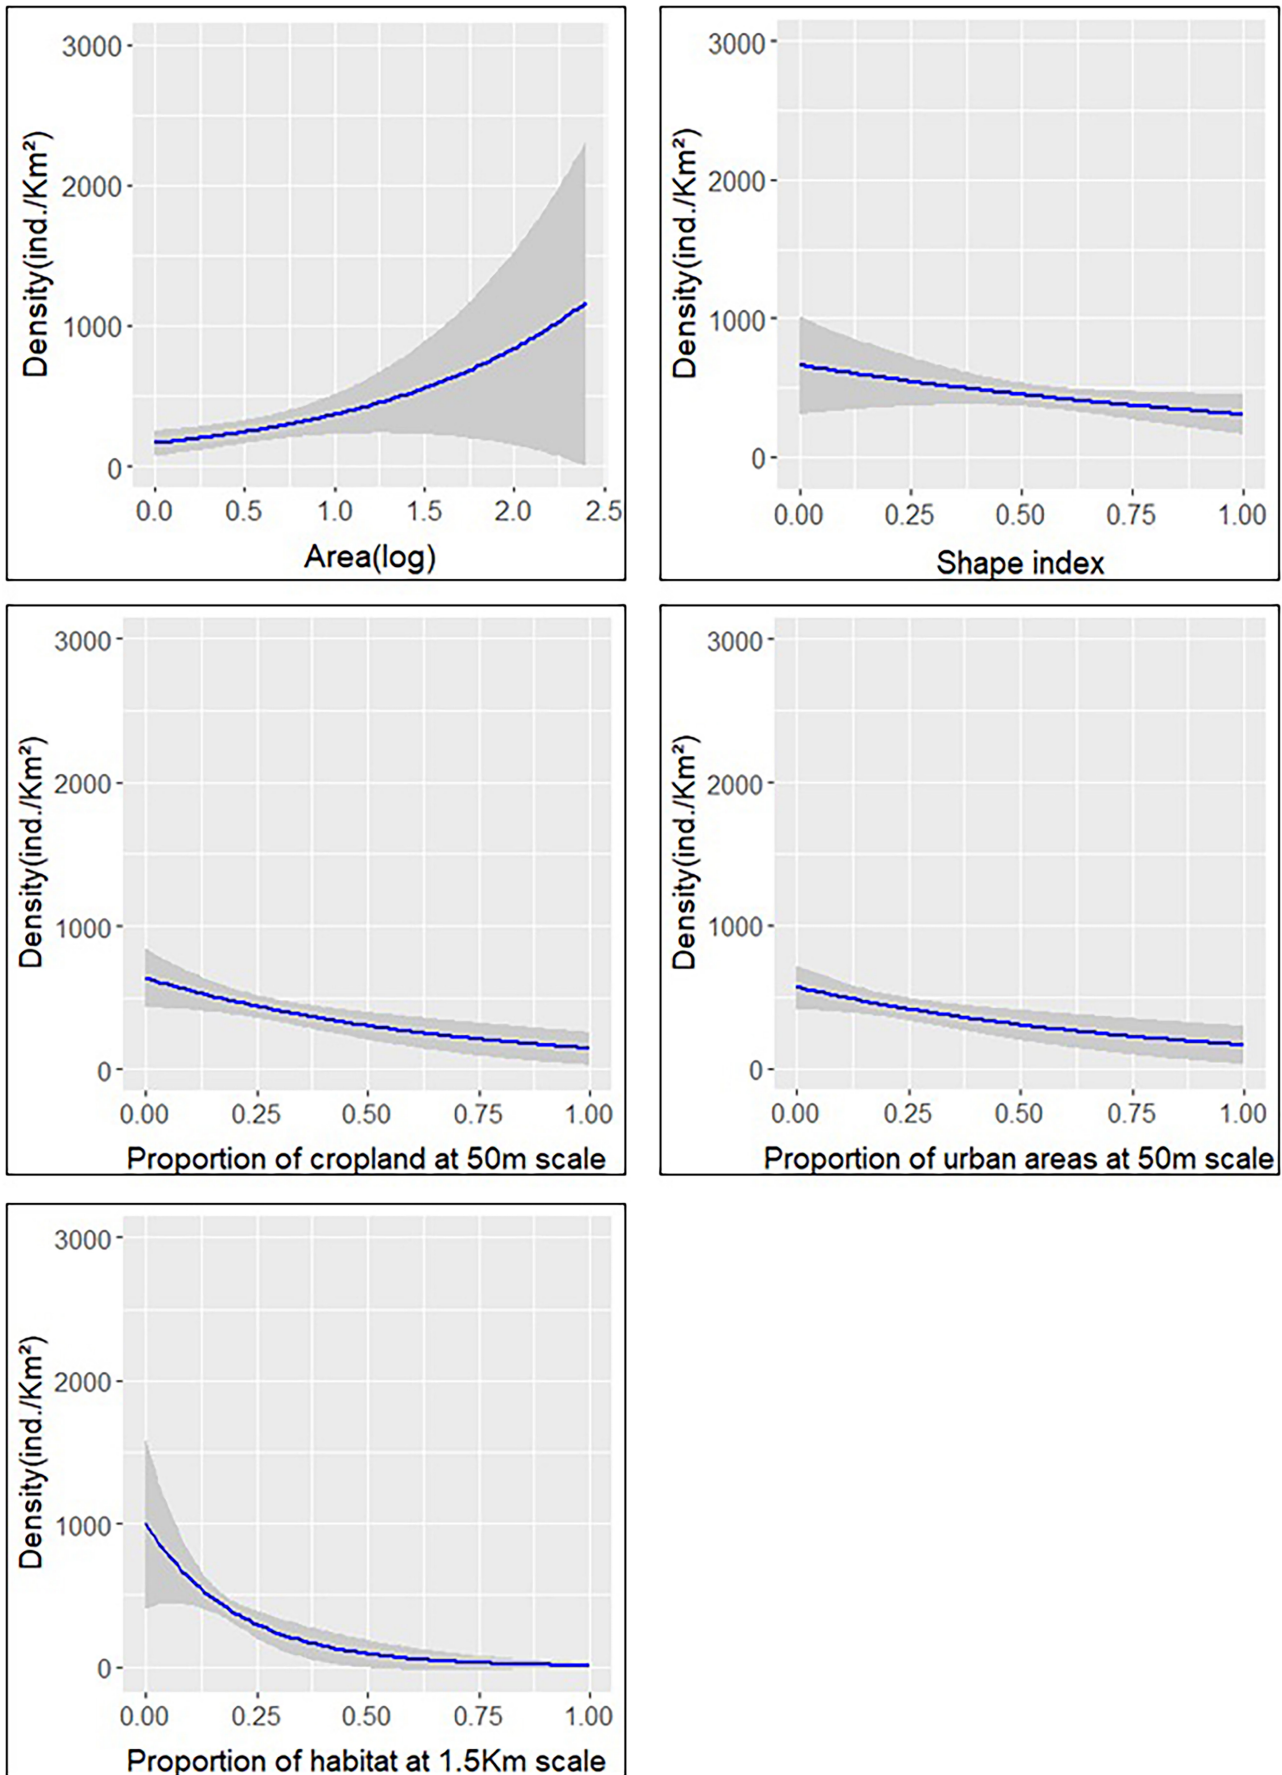 3000
2000
1000
0
Density(ind./Km²)
0.0 0.5 1.0 1.5 2.0 2.5
Area(log)
3000
2000
1000
0
Density(ind./Km²)
0.00 0.25 0.50 0.75 1.00
Shape index
3000
2000
1000
0
Density(ind./Km²)
0.00 0.25 0.50 0.75 1.00
Proportion of cropland at 50m scale
3000
2000
1000
0
Density(ind./Km²)
0.00 0.25 0.50 0.75 1.00
Proportion of urban areas at 50m scale
3000
2000
1000
0
Density(ind./Km²)
0.00 0.25 0.50 0.75 1.00
Proportion of habitat at 1.5Km scale